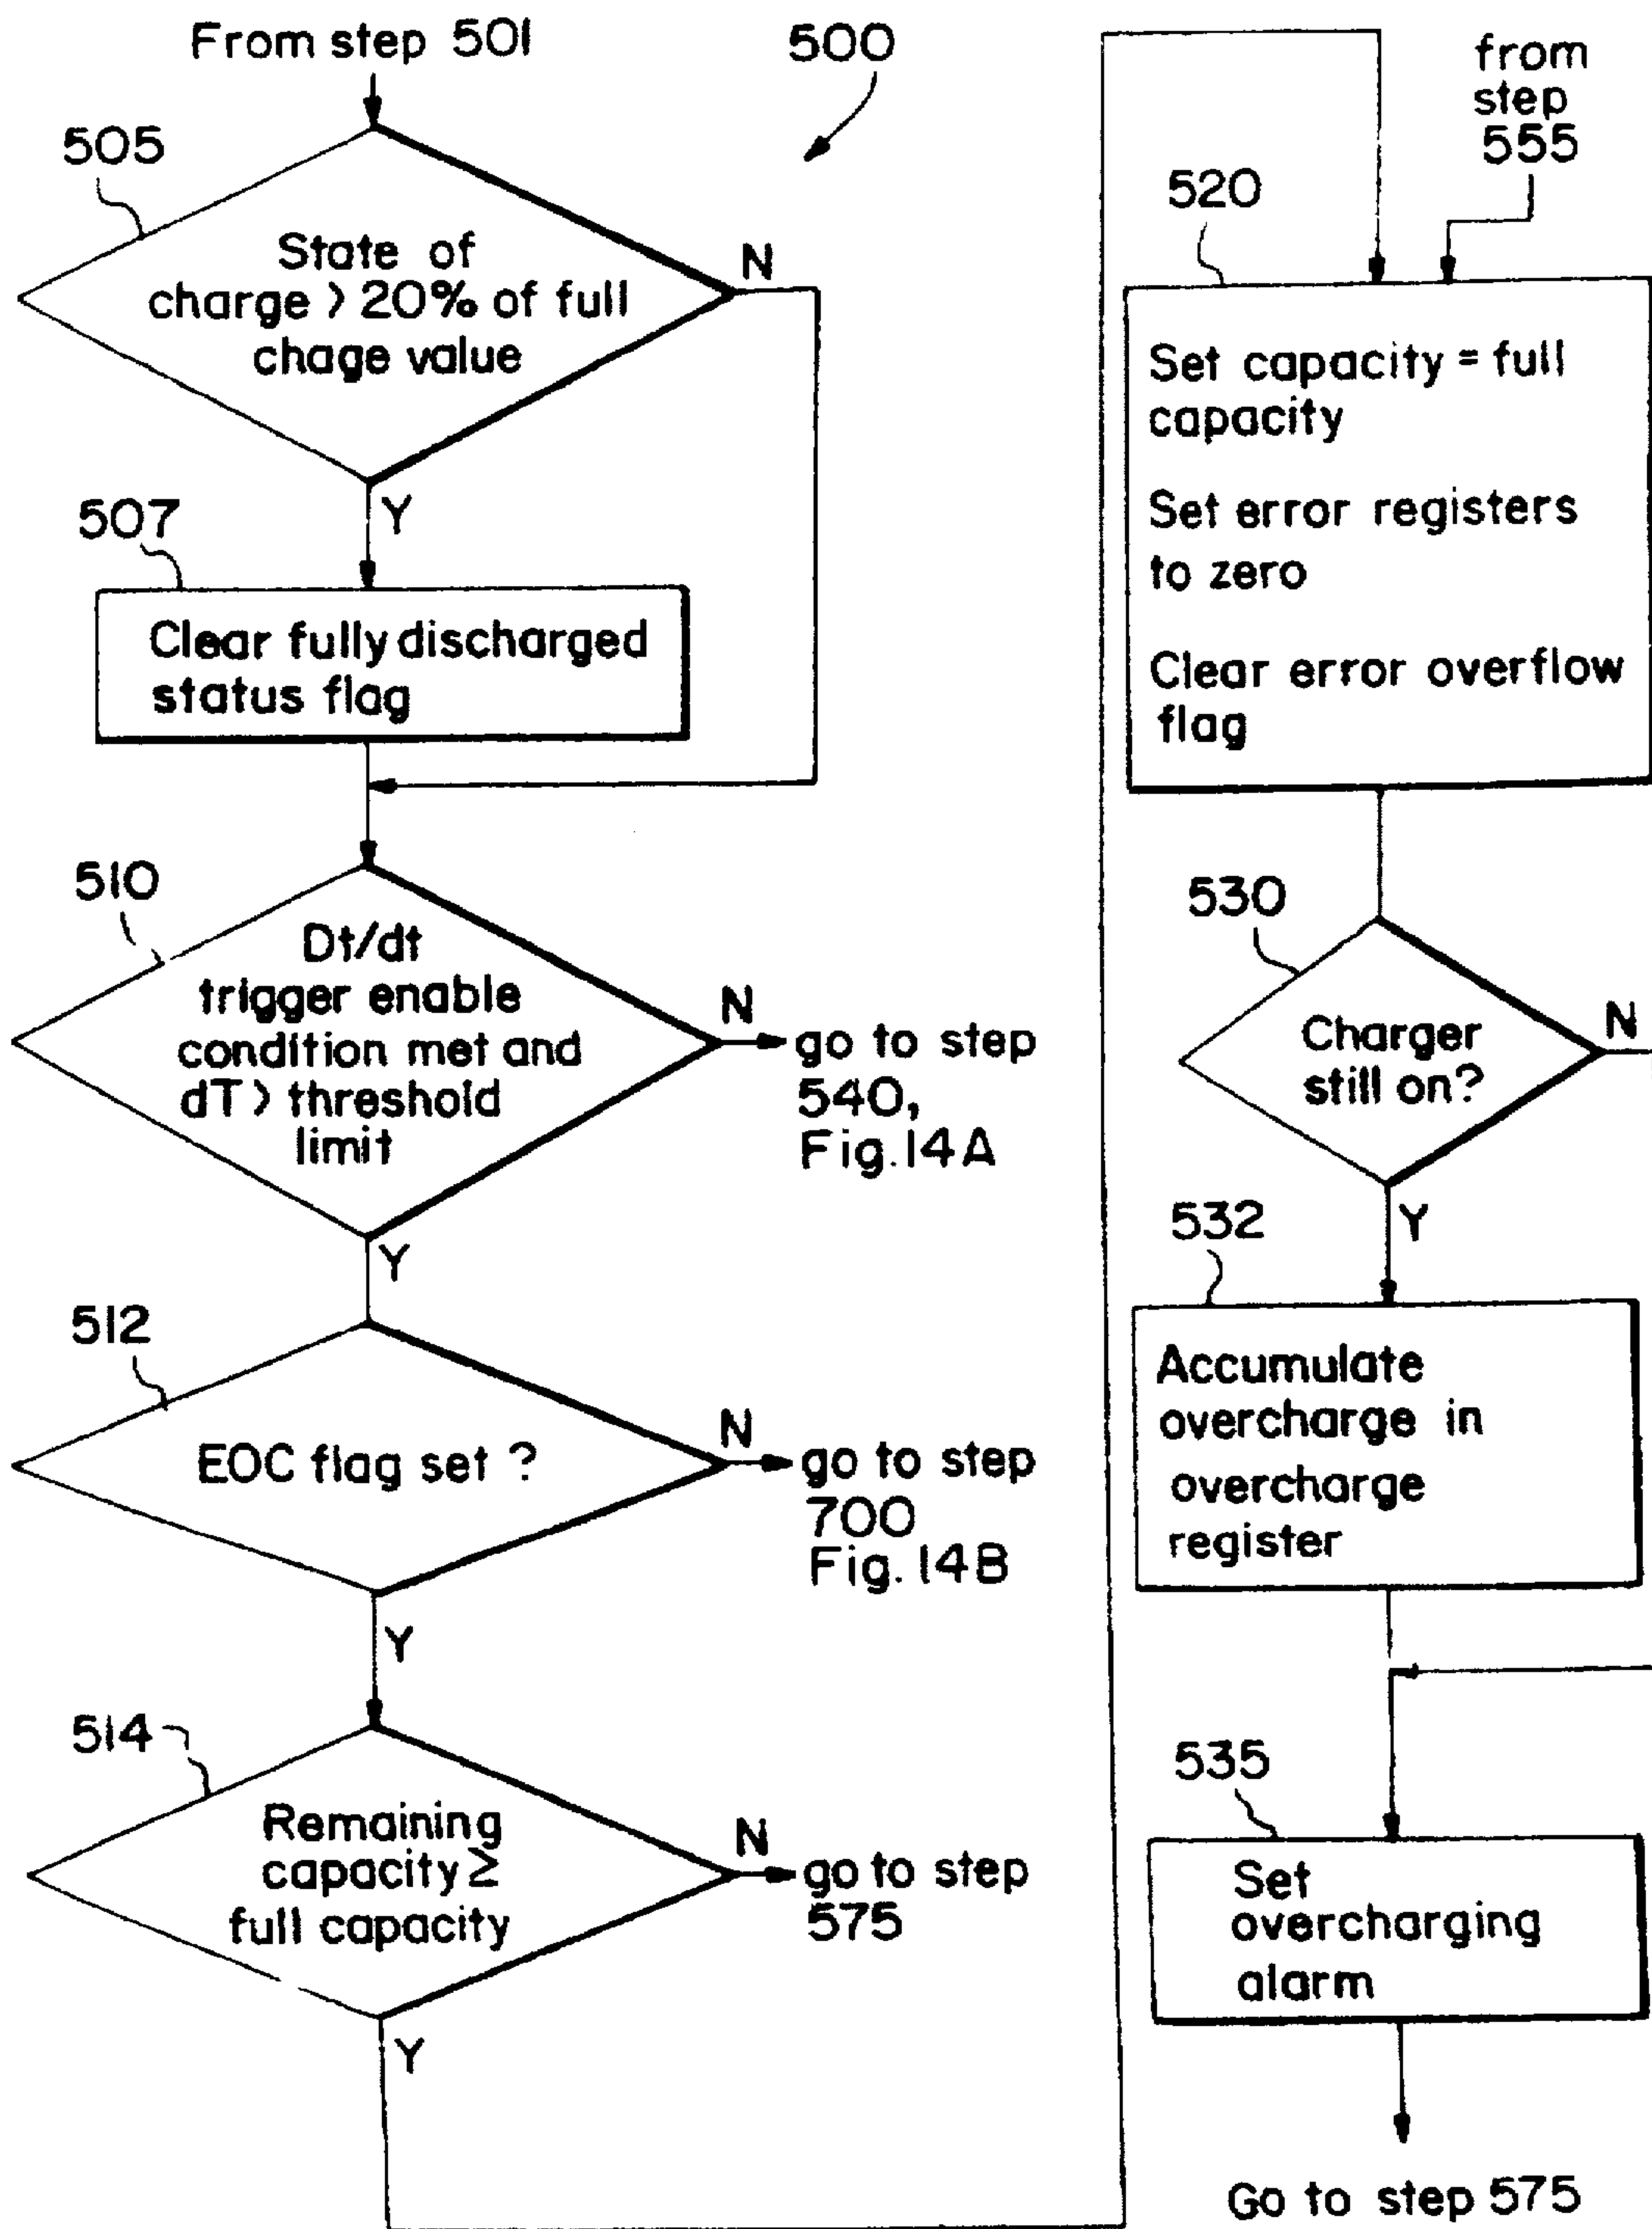 From step 501
500
505
State of
charge > 20% of full
chage value
N
Y
507
Clear fully discharged
status flag
510
Dt/dt
trigger enable
condition met and
dT > threshold
limit
N
go to step
540,
Fig. 14A
Y
512
EOC flag set ?
N
go to step
700
Fig. 14B
Y
514
Remaining
capacity ≥
full capacity
N
go to step
575
Y
from
step
555
520
Set capacity = full
capacity
Set error registers
to zero
Clear error overflow
flag
530
Charger
still on?
N
Y
532
Accumulate
overcharge in
overcharge
register
535
Set
overcharging
alarm
Go to step 575